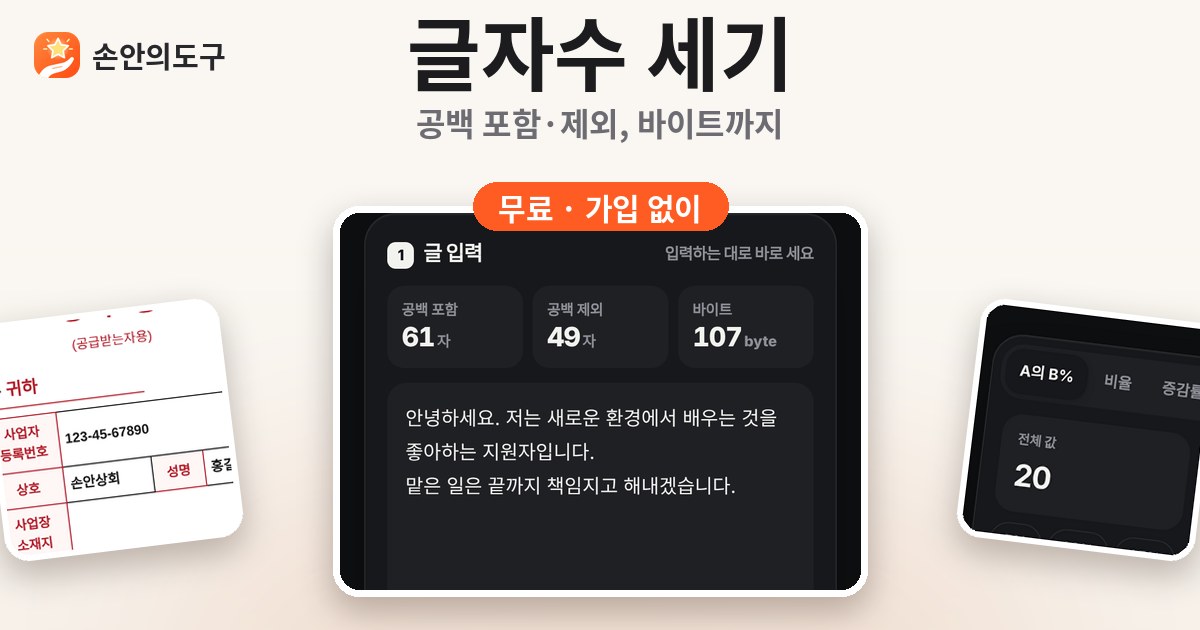 손안의도구
글자수 세기
공백 포함·제외, 바이트까지
무료 · 가입 없이
1 글 입력
입력하는 대로 바로 세요
공백 포함
61자
공백 제외
49자
바이트
107byte
안녕하세요. 저는 새로운 환경에서 배우는 것을
좋아하는 지원자입니다.
맡은 일은 끝까지 책임지고 해내겠습니다.
(공급받는자용)
귀하
사업자
등록번호
123-45-67890
상호
손안상회
성명
사업장
소재지
A의 B%
비율
증감률
전체 값
20